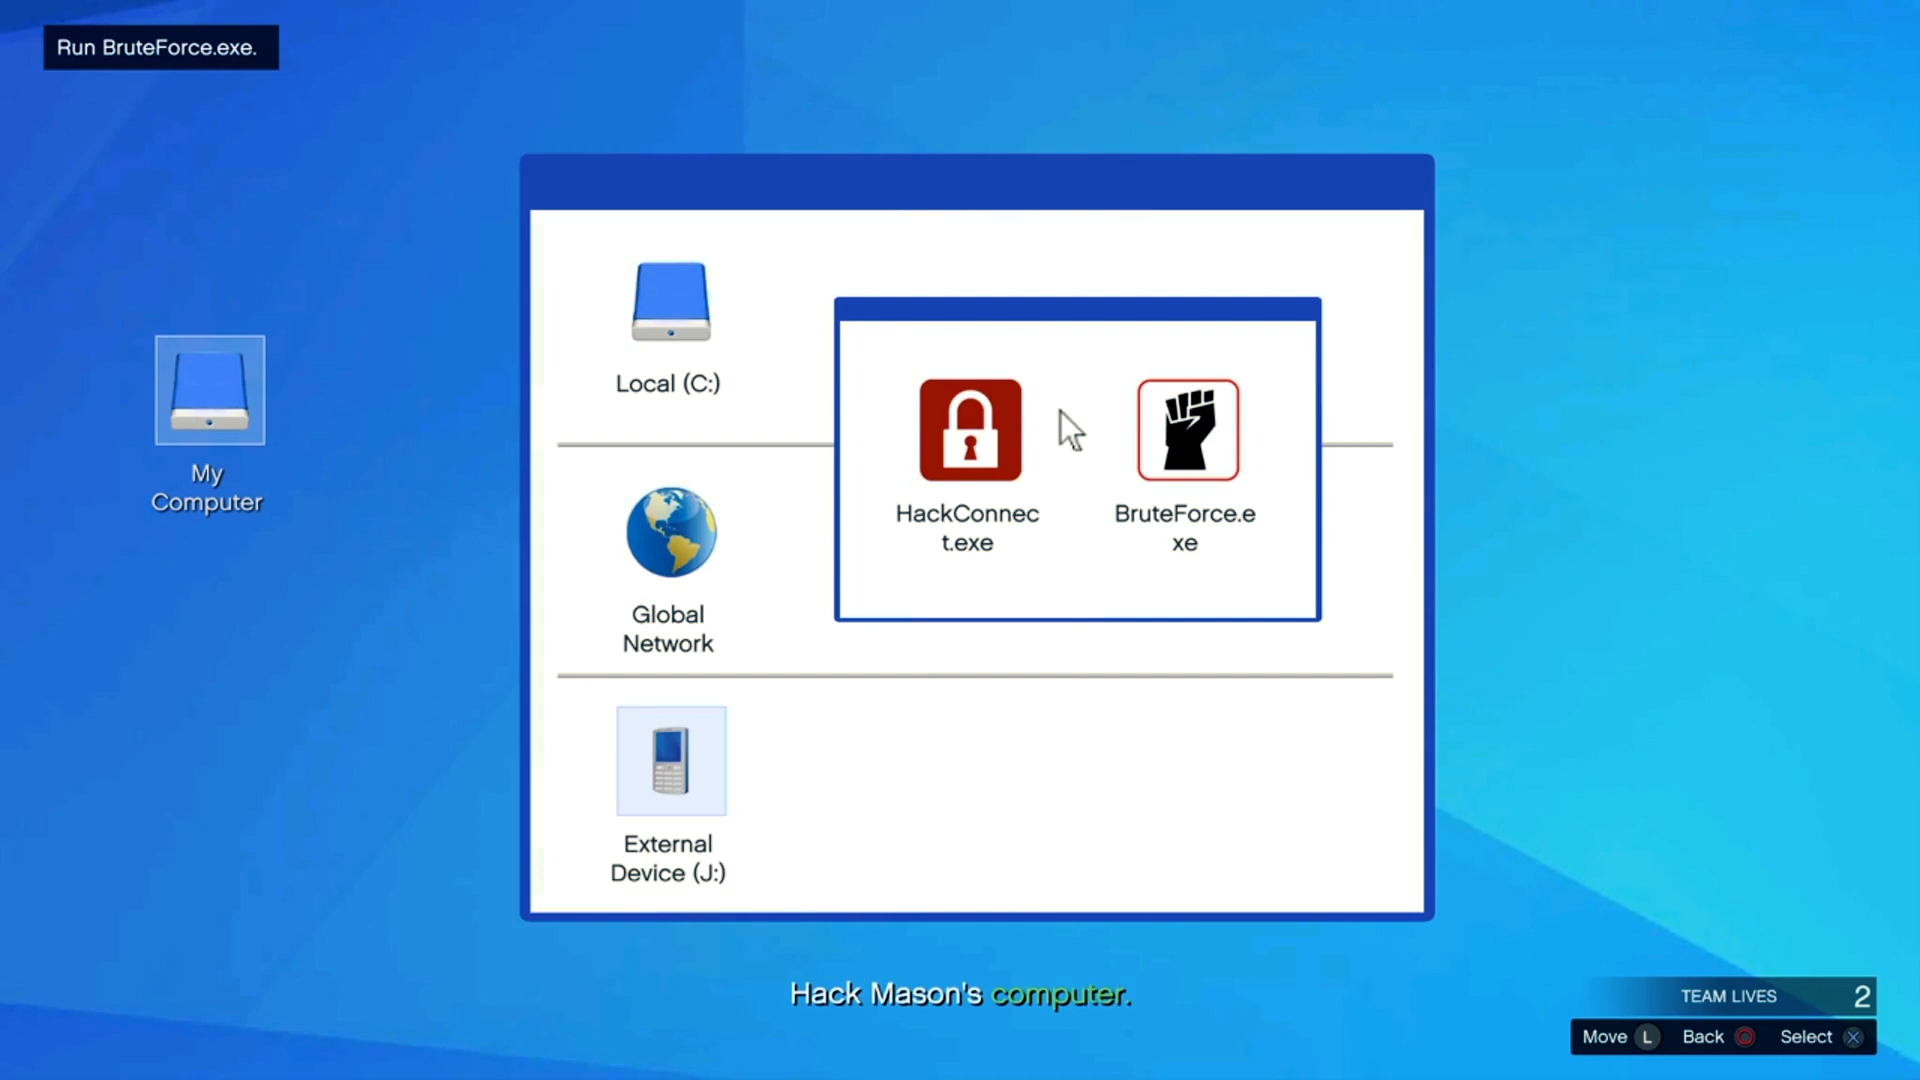 Run BruteForce.exe.
My
Computer
Local (C:)
HackConnec
t.exe
BruteForce.e
xe
Global
Network
External
Device (J:)
Hack Mason's computer.
TEAM LIVES 2
Move L Back Select